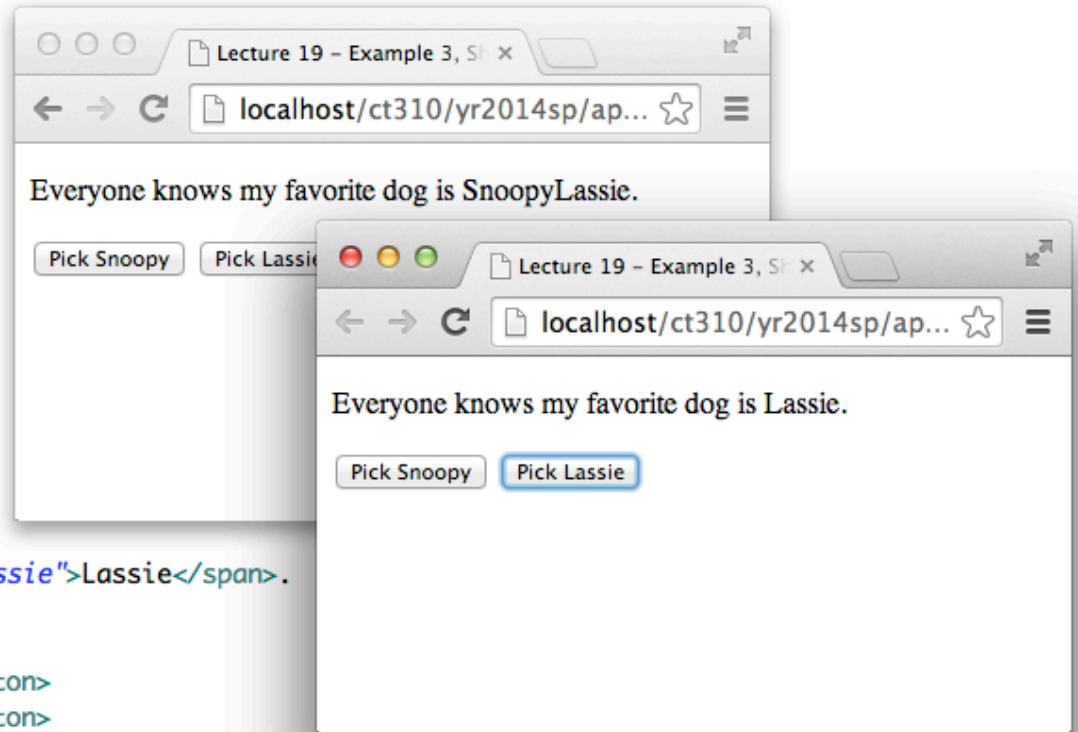 Lecture 19 – Example 3, S
localhost/ct310/yr2014sp/ap...
Everyone knows my favorite dog is SnoopyLassie.
Pick Snoopy Pick Lassie
Lecture 19 – Example 3, S
localhost/ct310/yr2014sp/ap...
Everyone knows my favorite dog is Lassie.
Pick Snoopy Pick Lassie
ssie">Lassie</span>.
ton>
ton>